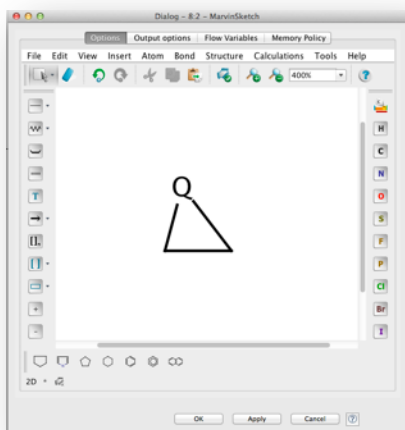 Dialog - 8:2 - MarvinSketch
Options Output options Flow Variables Memory Policy
File Edit View Insert Atom Bond Structure Calculations Tools Help
400%
H
C
N
T
O
S
Q
F
P
Cl
Br
I
2D
OK Apply Cancel